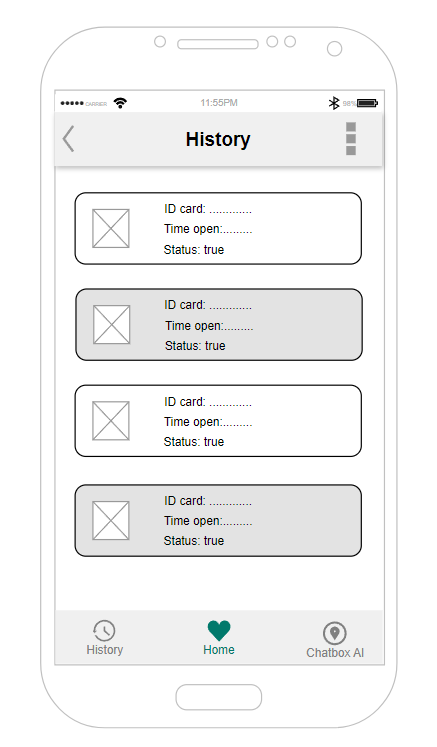 CARRIER 11:55PM 98%
History
ID card: .............
Time open:.........
Status: true
ID card: .............
Time open:.........
Status: true
ID card: .............
Time open:.........
Status: true
ID card: .............
Time open:.........
Status: true
History Home Chatbox AI